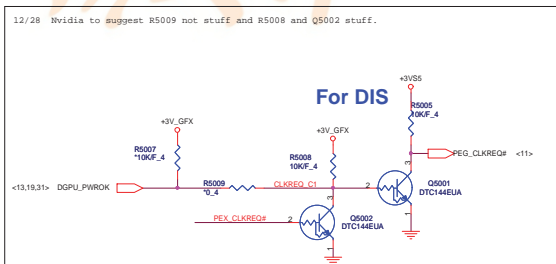 12/28 Nvidia to suggest R5009 not stuff and R5008 and Q5002 stuff.
For DIS
+3VS5
R5005
10K/F_4
+3V_GFX
+3V_GFX
R5007
*10K/F_4
R5008
10K/F_4
PEG_CLKREQ# <11>
<13,19,31> DGPU_PWROK
R5009
*0_4
CLKREQ_C1
2
3
1
Q5001
DTC144EUA
PEX_CLKREQ#
2
3
1
Q5002
DTC144EUA